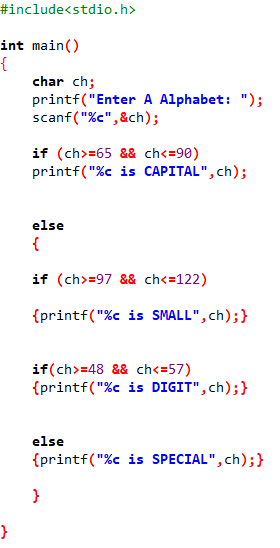 #include<stdio.h>
int main()
{
char ch;
printf("Enter A Alphabet: ");
scanf("%c",&ch);
if (ch>=65 && ch<=90)
printf("%c is CAPITAL",ch);
else
{
if (ch>=97 && ch<=122)
{printf("%c is SMALL",ch);}
if(ch>=48 && ch<=57)
{printf("%c is DIGIT",ch);}
else
{printf("%c is SPECIAL",ch);}
}
}